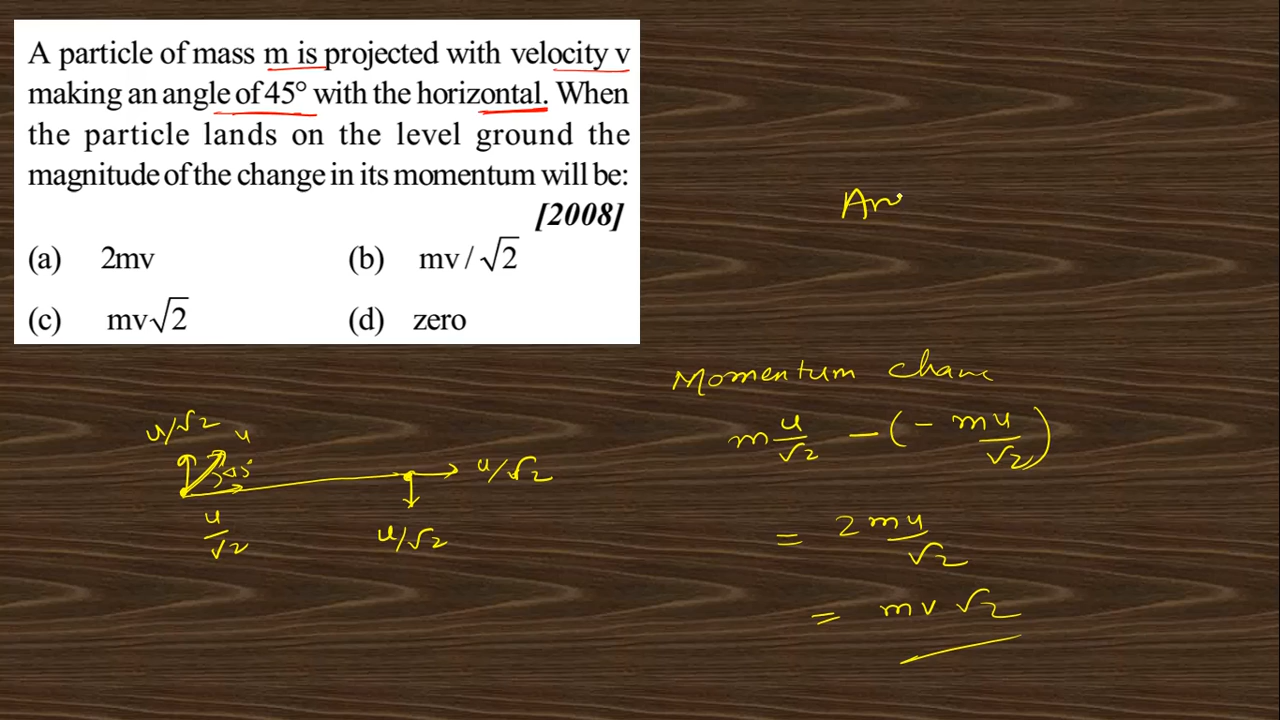 A particle of mass m is projected with velocity v
making an angle of 45° with the horizontal. When
the particle lands on the level ground the
magnitude of the change in its momentum will be:
[2008]
(a) 2mv (b) mv / √2
(c) mv√2 (d) zero
Ans
Momentum chan
m u/√2 - (- mu/√2)
= 2mu/√2
= mv √2
u/√2
u
45°
u/√2
u/√2
u/√2